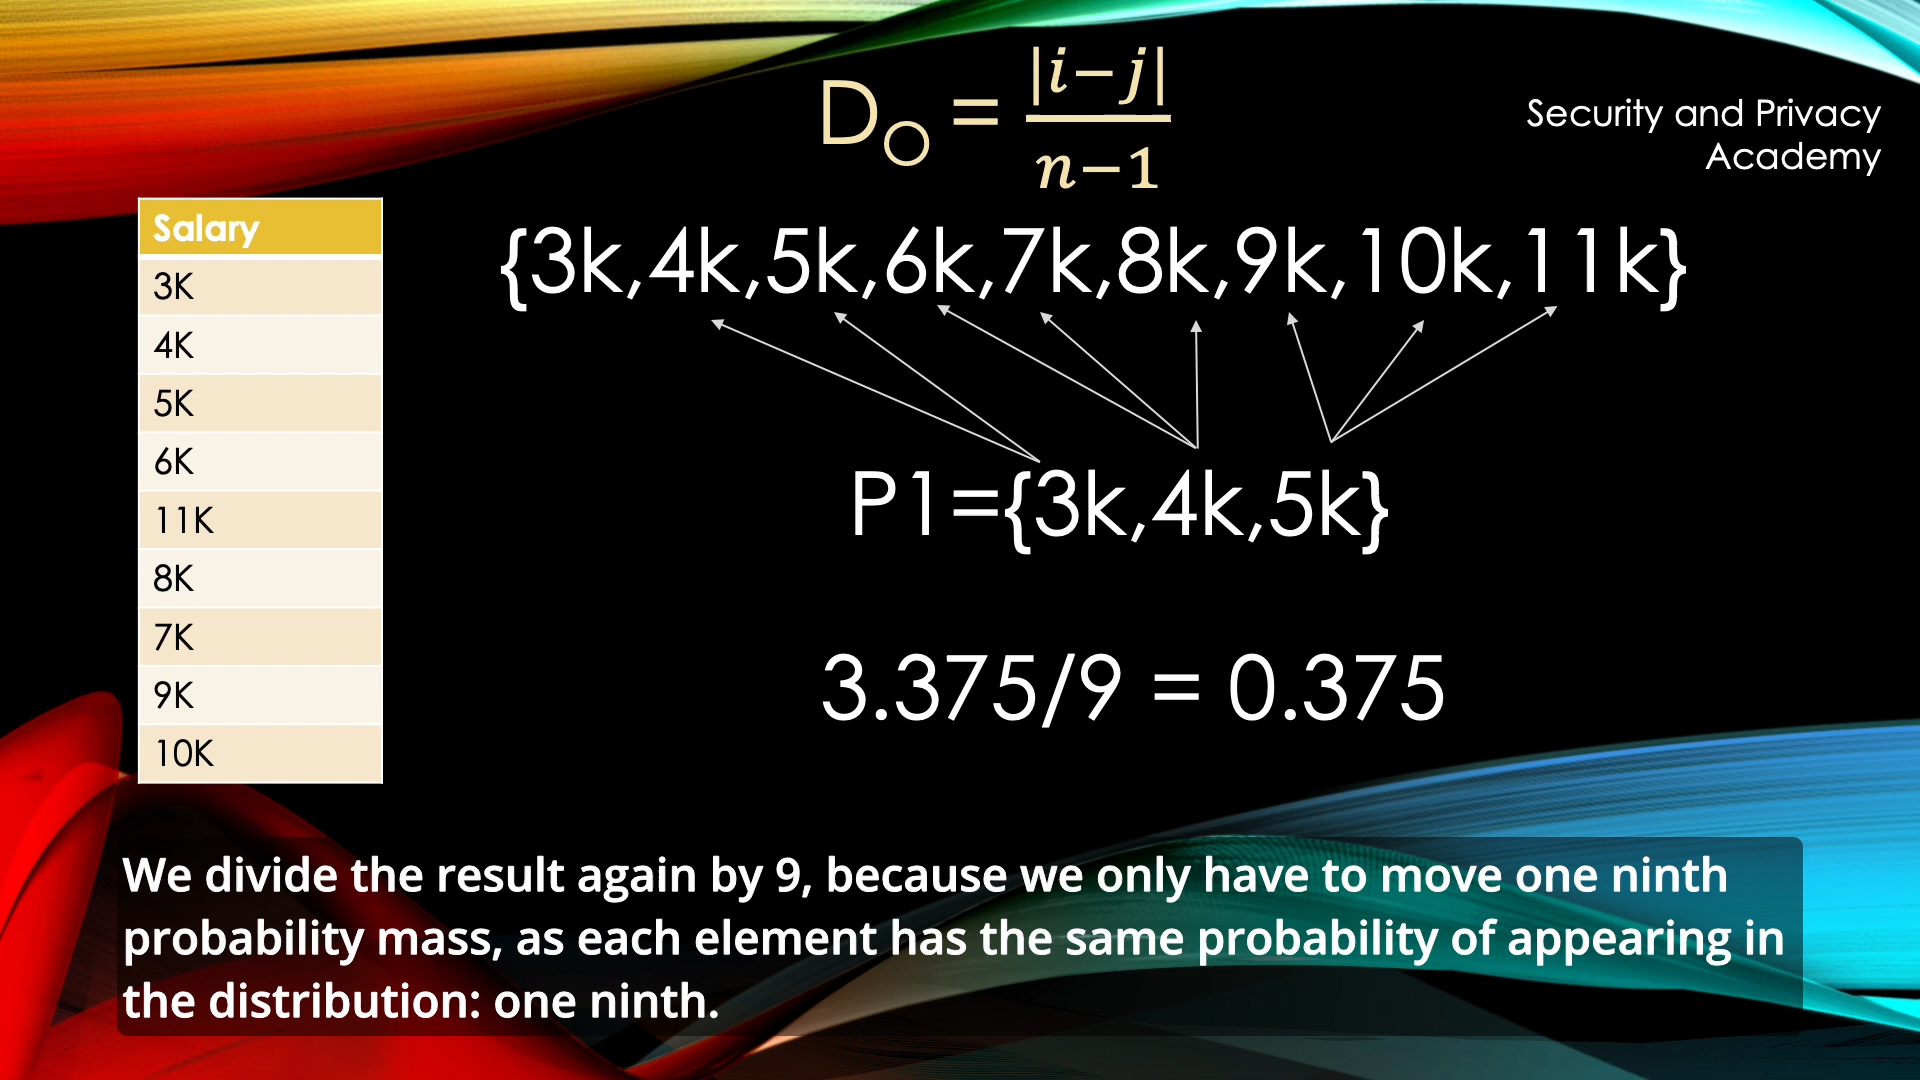 D_O = |i−j| / n−1
Security and Privacy
Academy
Salary
3K
4K
5K
6K
11K
8K
7K
9K
10K
{3k,4k,5k,6k,7k,8k,9k,10k,11k}
P1={3k,4k,5k}
3.375/9 = 0.375
We divide the result again by 9, because we only have to move one ninth
probability mass, as each element has the same probability of appearing in
the distribution: one ninth.